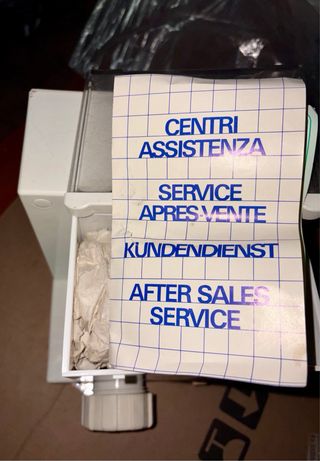 CENTRI
ASSISTENZA
SERVICE
APRES-VENTE
KUNDENDIENST
AFTER SALES
SERVICE